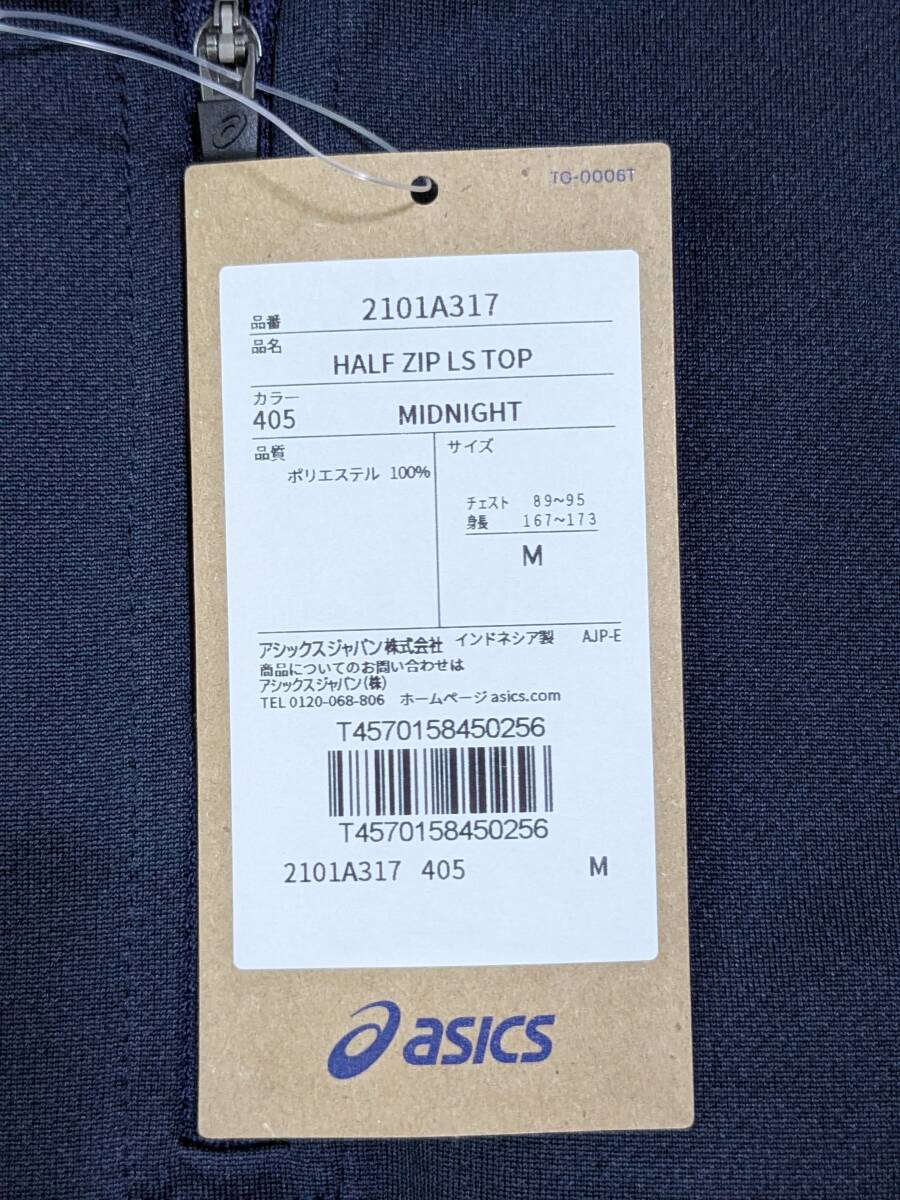 TG-0006T
品番 2101A317
品名
HALF ZIP LS TOP
カラー
405 MIDNIGHT
品質
ポリエステル 100%
サイズ
チェスト 89~95
身長 167~173
M
アシックスジャパン株式会社 インドネシア製 AJP-E
商品についてのお問い合わせは
アシックスジャパン(株)
TEL 0120-068-806 ホームページ asics.com
T4570158450256
T4570158450256
2101A317 405 M
asics